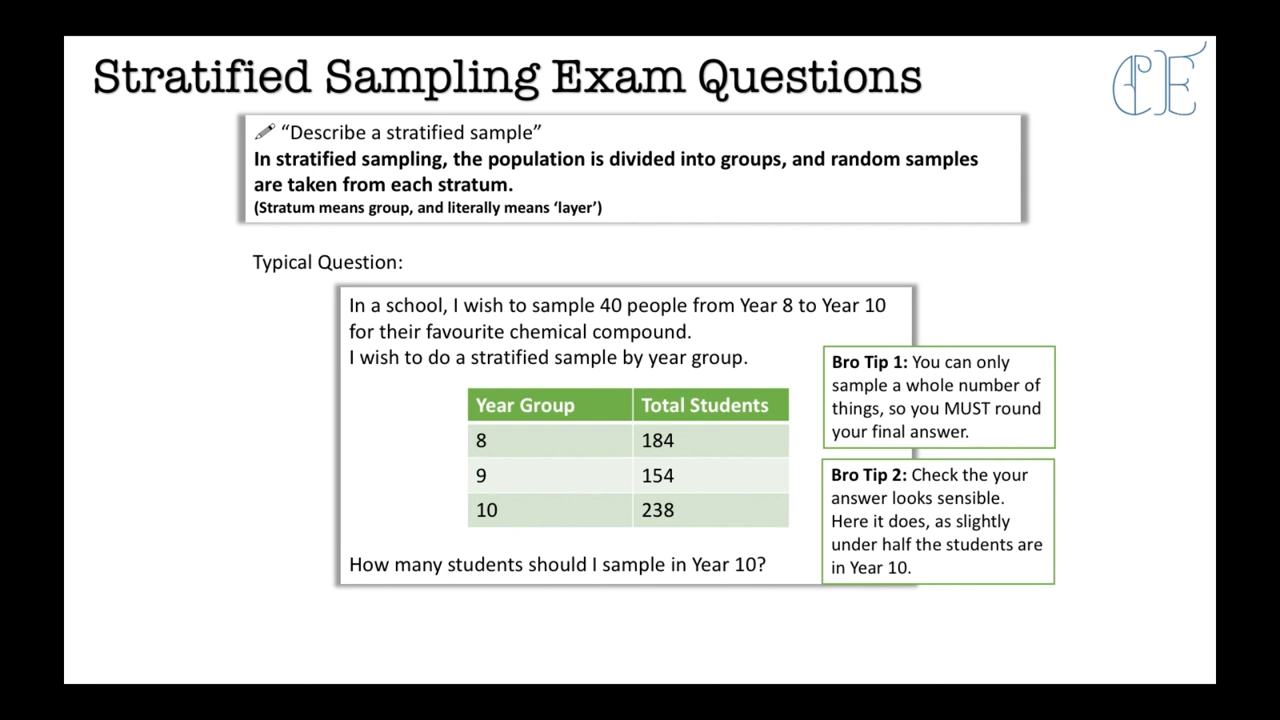 Stratified Sampling Exam Questions
CE
“Describe a stratified sample”
In stratified sampling, the population is divided into groups, and random samples
are taken from each stratum.
(Stratum means group, and literally means ‘layer’)
Typical Question:
In a school, I wish to sample 40 people from Year 8 to Year 10
for their favourite chemical compound.
I wish to do a stratified sample by year group.
Year Group Total Students
8 184
9 154
10 238
How many students should I sample in Year 10?
Bro Tip 1: You can only
sample a whole number of
things, so you MUST round
your final answer.
Bro Tip 2: Check the your
answer looks sensible.
Here it does, as slightly
under half the students are
in Year 10.